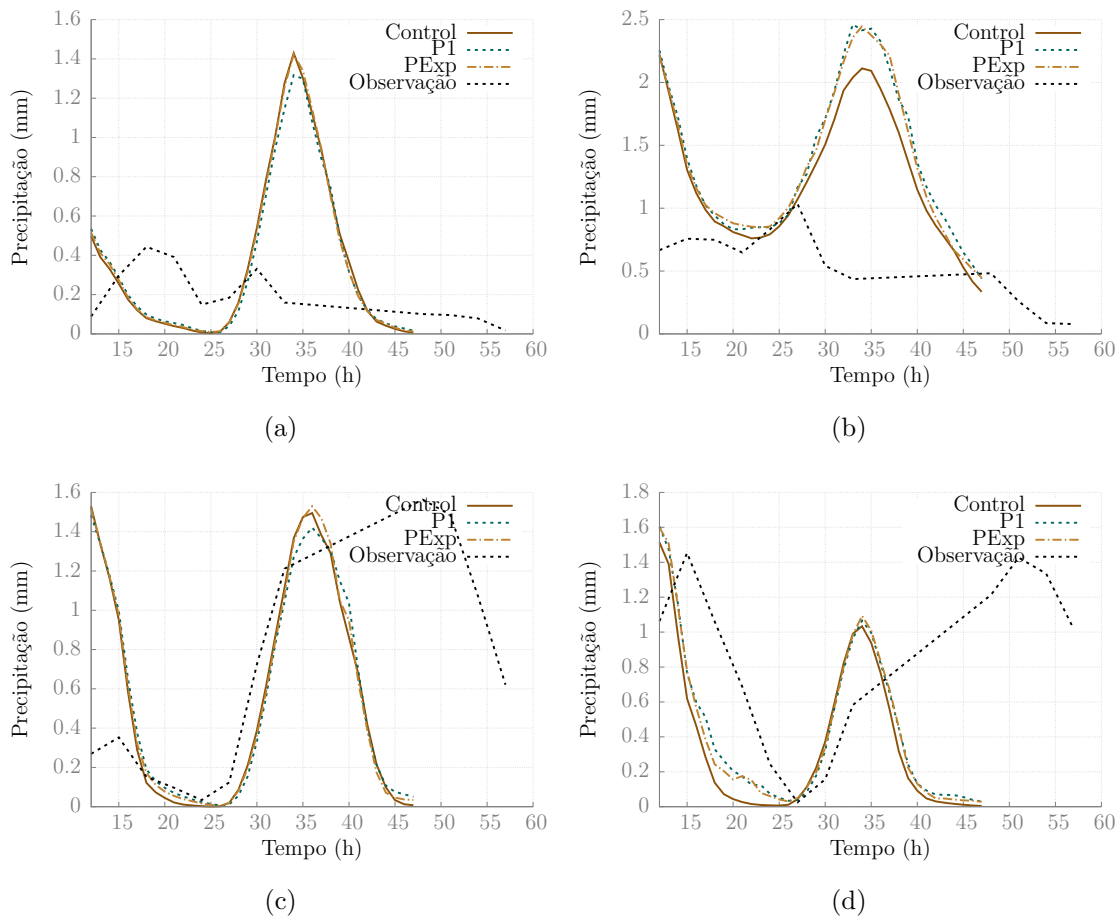 1.6
1.4
1.2
1
0.8
0.6
0.4
0.2
0
Precipitação (mm)
Control
P1
PExp
Observação
15 20 25 30 35 40 45 50 55 60
Tempo (h)
(a)
2.5
2
1.5
1
0.5
0
Precipitação (mm)
Control
P1
PExp
Observação
15 20 25 30 35 40 45 50 55 60
Tempo (h)
(b)
1.6
1.4
1.2
1
0.8
0.6
0.4
0.2
0
Precipitação (mm)
Control
P1
PExp
Observação
15 20 25 30 35 40 45 50 55 60
Tempo (h)
(c)
1.8
1.6
1.4
1.2
1
0.8
0.6
0.4
0.2
0
Precipitação (mm)
Control
P1
PExp
Observação
15 20 25 30 35 40 45 50 55 60
Tempo (h)
(d)